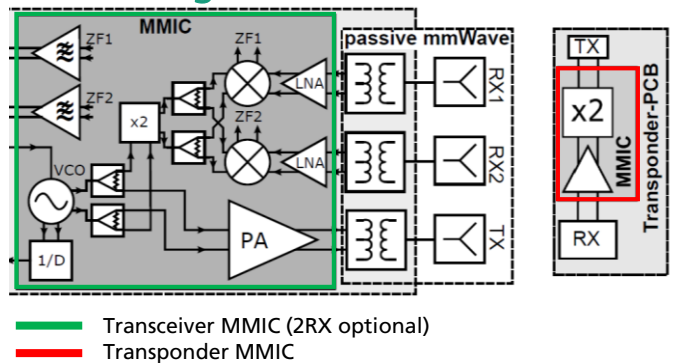 MMIC
ZF1
ZF2
ZF1
ZF2
x2
LNA
LNA
VCO
1/D
PA
passive mmWave
RX1
RX2
TX
TX
x2
MMIC
RX
Transponder-PCB
Transceiver MMIC (2RX optional)
Transponder MMIC